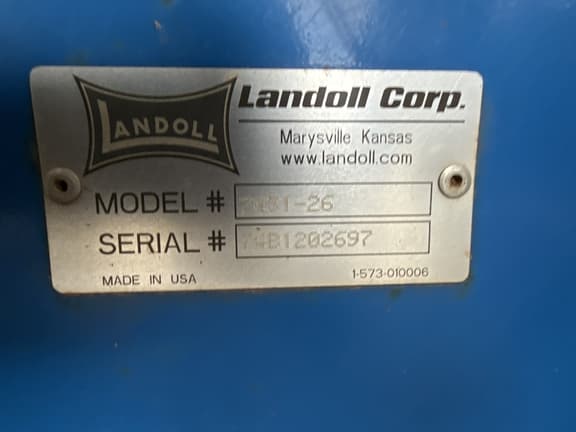 LANDOLL
Landoll Corp.
Marysville Kansas
www.landoll.com
MODEL #
SERIAL #
MADE IN USA
1-573-010006